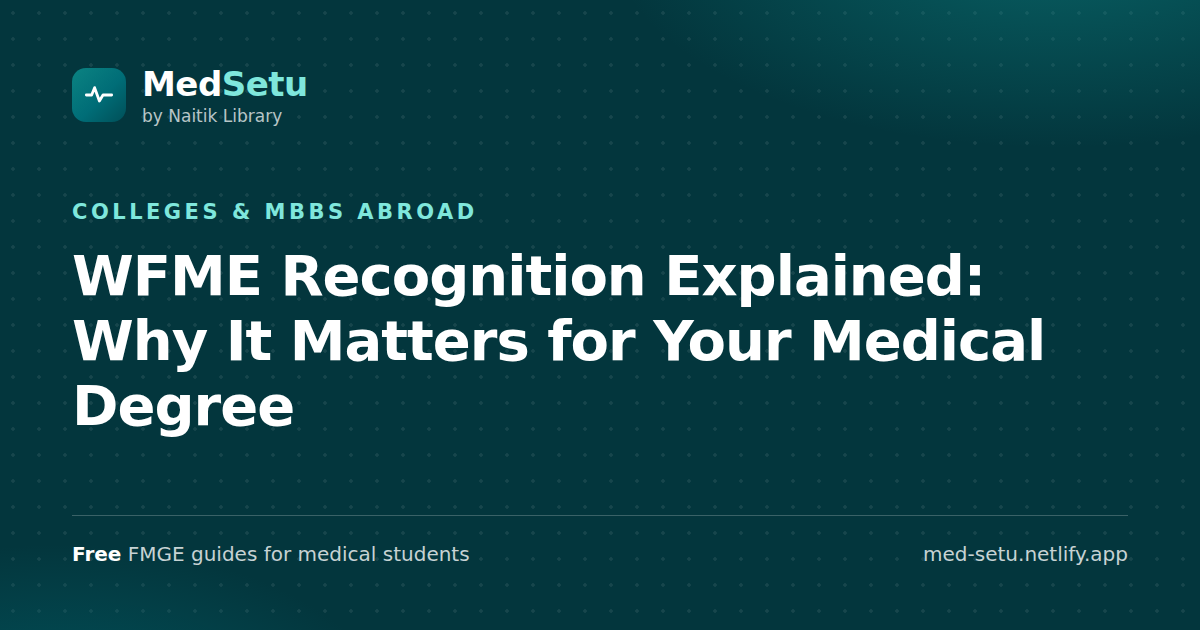 MedSetu
by Naitik Library
COLLEGES & MBBS ABROAD
WFME Recognition Explained:
Why It Matters for Your Medical
Degree
Free FMGE guides for medical students
med-setu.netlify.app